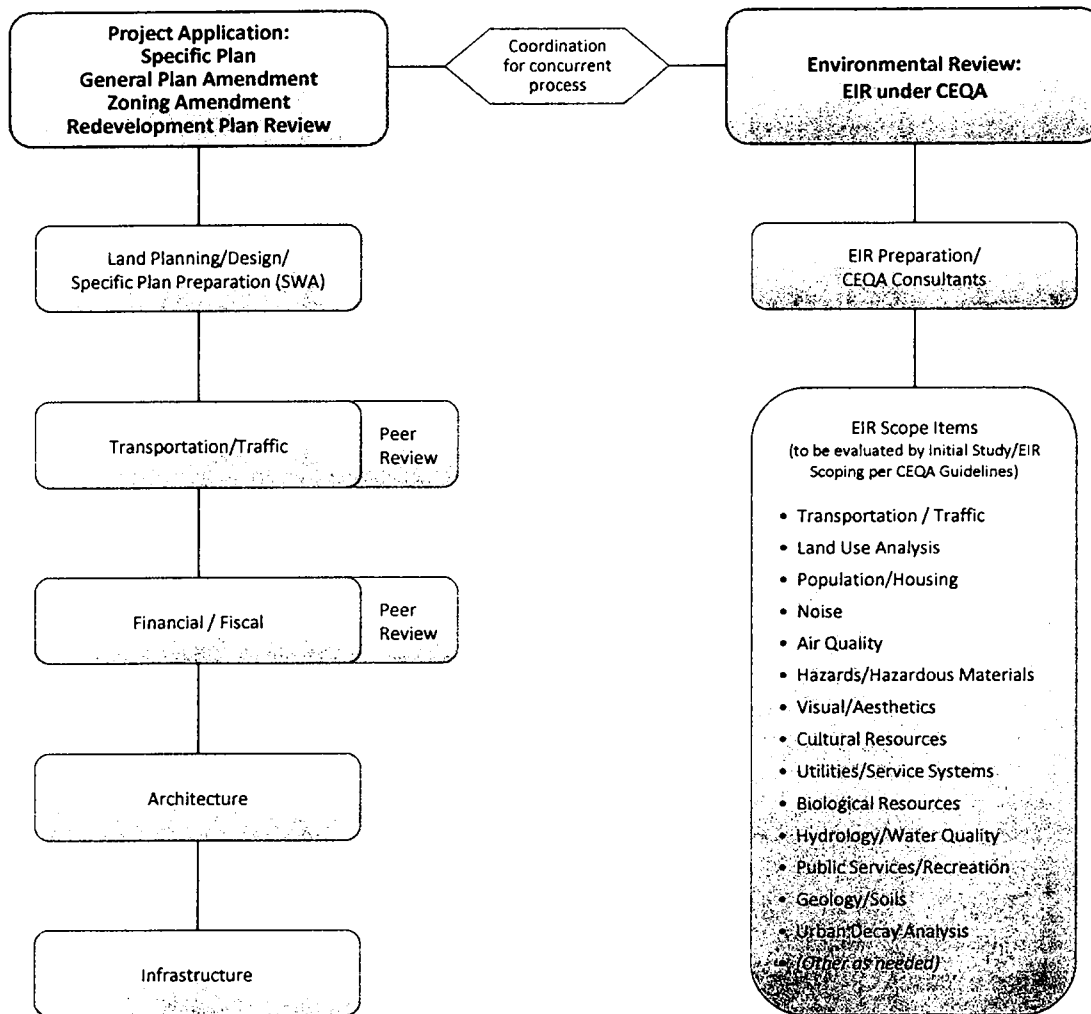 Project Application:
Specific Plan
General Plan Amendment
Zoning Amendment
Redevelopment Plan Review
Coordination
for concurrent
process
Environmental Review:
EIR under CEQA
Land Planning/Design/
Specific Plan Preparation (SWA)
Transportation/Traffic
Peer
Review
Financial / Fiscal
Peer
Review
Architecture
Infrastructure
EIR Preparation/
CEQA Consultants
EIR Scope Items
(to be evaluated by Initial Study/EIR
Scoping per CEQA Guidelines)
• Transportation / Traffic
• Land Use Analysis
• Population/Housing
• Noise
• Air Quality
• Hazards/Hazardous Materials
• Visual/Aesthetics
• Cultural Resources
• Utilities/Service Systems
• Biological Resources
• Hydrology/Water Quality
• Public Services/Recreation
• Geology/Soils
• Urban Decay Analysis
• (Other as needed)